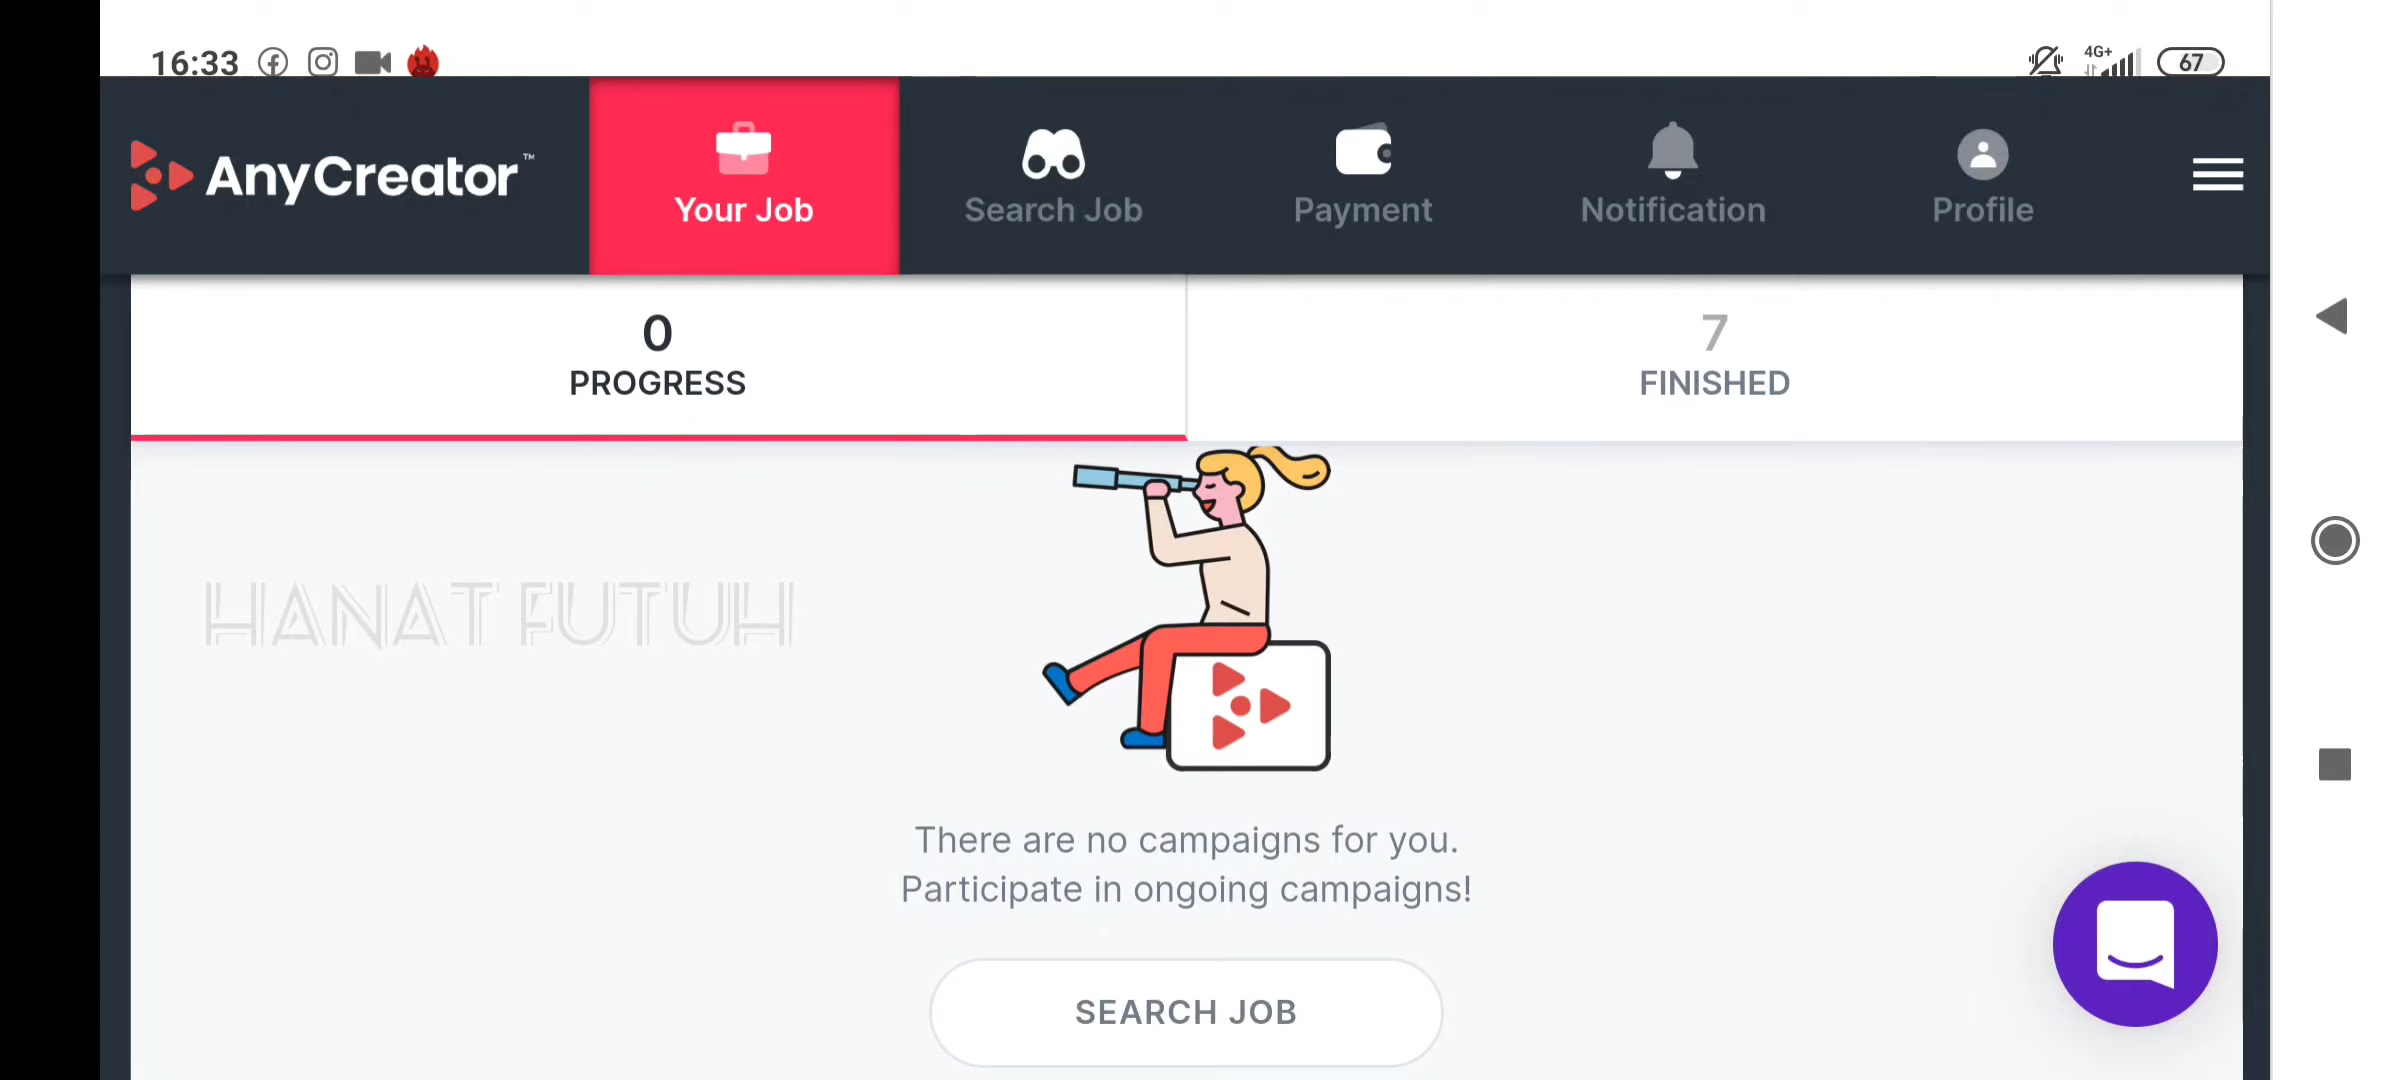 16:33
4G+
67
AnyCreator™
Your Job
Search Job
Payment
Notification
Profile
0
PROGRESS
7
FINISHED
HANAT FUTUH
There are no campaigns for you.
Participate in ongoing campaigns!
SEARCH JOB